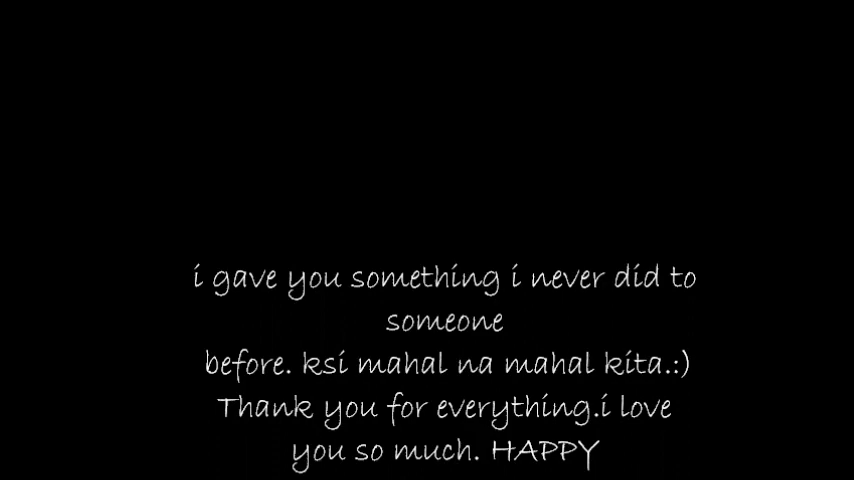 i gave you something i never did to
someone
before. ksi mahal na mahal kita.:)
Thank you for everything.i love
you so much. HAPPY